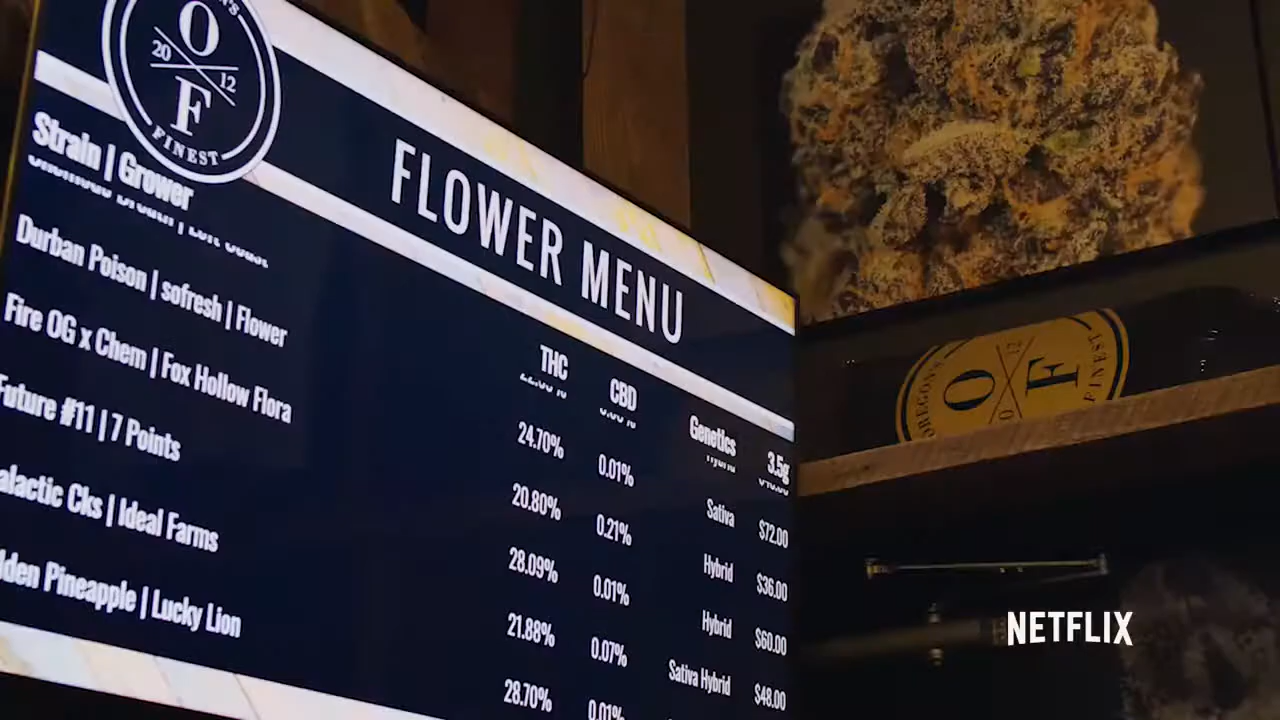 O
20 12
F
FINEST
FLOWER MENU
Strain | Grower THC CBD Genetics 3.5g
Durban Poison | sofresh | Flower 24.70% 0.01% Sativa $72.00
Fire OG x Chem | Fox Hollow Flora 20.80% 0.21% Hybrid $36.00
Future #11 | 7 Points 28.09% 0.01% Hybrid $60.00
alactic Cks | Ideal Farms 21.88% 0.07% Sativa Hybrid $48.00
lden Pineapple | Lucky Lion 28.70% 0.01%
OREGON'S
O
20 12
F
FINEST
NETFLIX